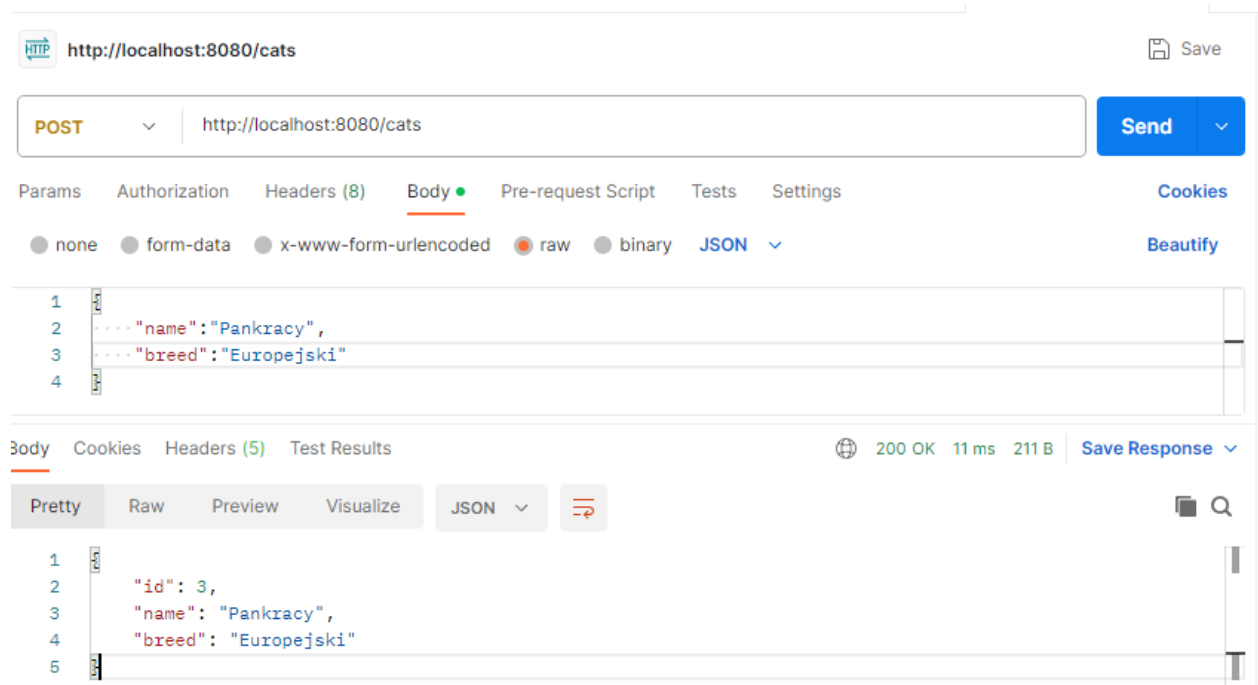 HTTP http://localhost:8080/cats Save
POST http://localhost:8080/cats Send
Params Authorization Headers (8) Body Pre-request Script Tests Settings Cookies
none form-data x-www-form-urlencoded raw binary JSON Beautify
1 {
2 ····"name":"Pankracy",
3 ····"breed":"Europejski"
4 }
Body Cookies Headers (5) Test Results 200 OK 11 ms 211 B Save Response
Pretty Raw Preview Visualize JSON
1 {
2 "id": 3,
3 "name": "Pankracy",
4 "breed": "Europejski"
5 }